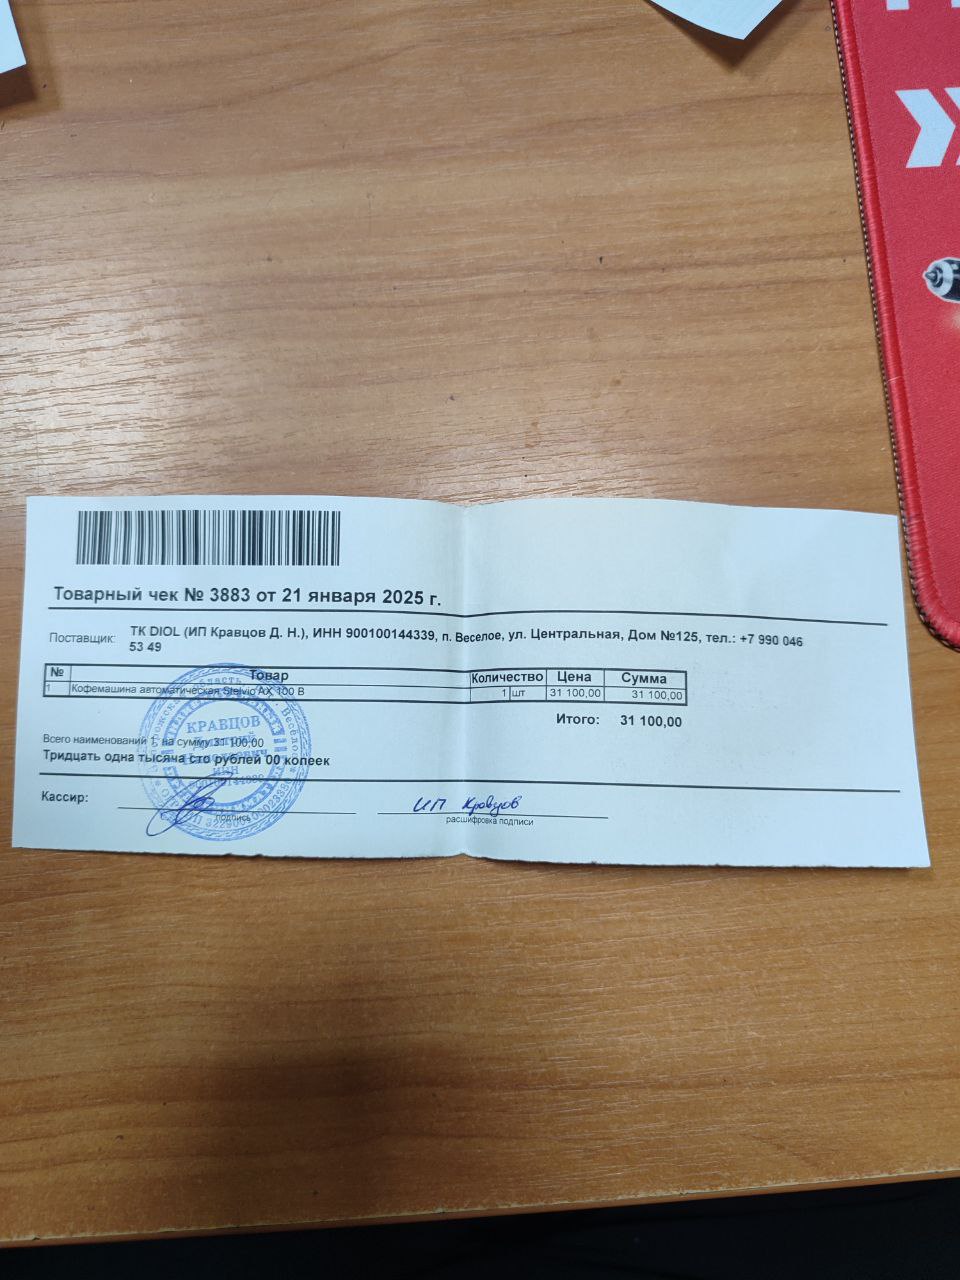 Товарный чек № 3883 от 21 января 2025 г.
Поставщик: ТК DIOL (ИП Кравцов Д. Н.), ИНН 900100144339, п. Веселое, ул. Центральная, Дом №125, тел.: +7 990 046
53 49
№ Товар Количество Цена Сумма
1 Кофемашина автоматическая Stelvio AX 100 B 1 шт 31 100,00 31 100,00
Итого: 31 100,00
Всего наименований 1, на сумму 31 100,00
Тридцать одна тысяча сто рублей 00 копеек
КРАВЦОВ
ИНН
Кассир:
ИП Кравцов
подпись
расшифровка подписи